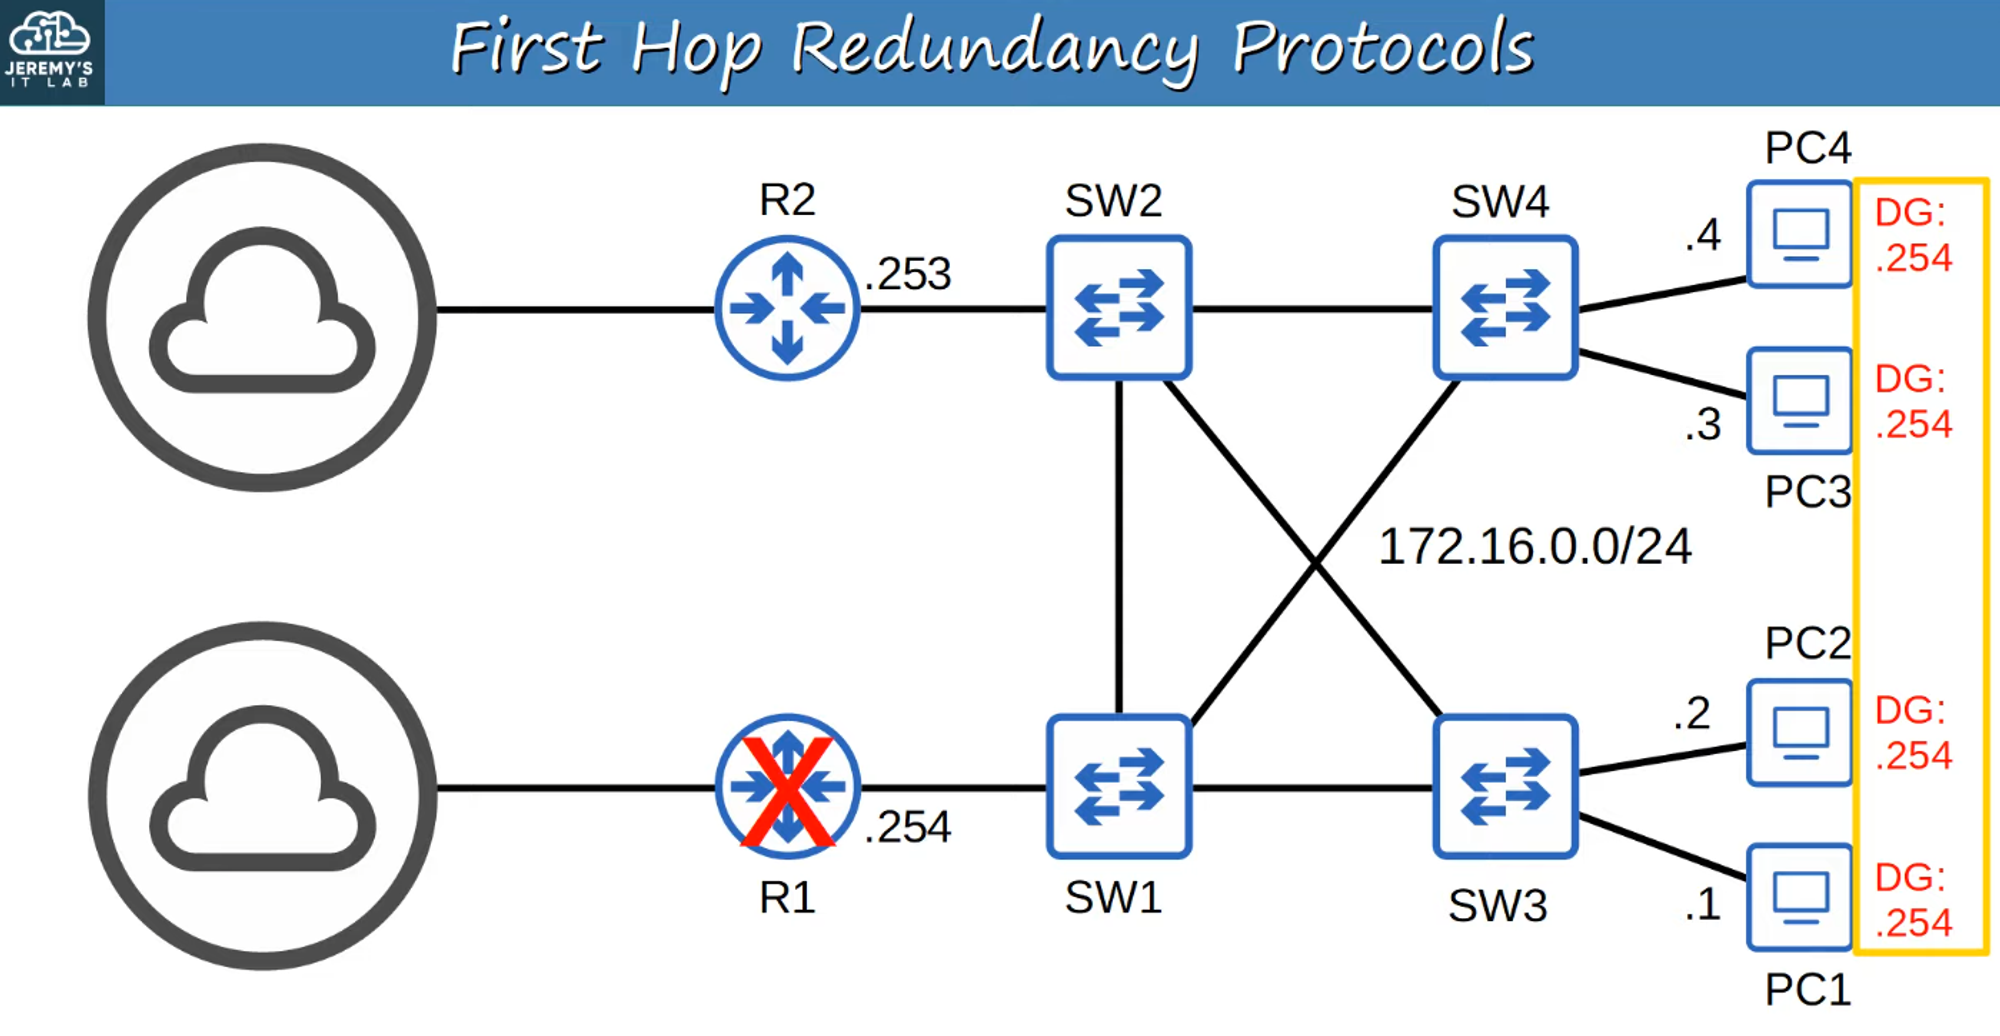 JEREMY'S
IT LAB
First Hop Redundancy Protocols
R2
.253
SW2
SW4
PC4
.4
DG:
.254
.3
DG:
.254
PC3
172.16.0.0/24
PC2
.2
DG:
.254
R1
.254
SW1
SW3
.1
DG:
.254
PC1